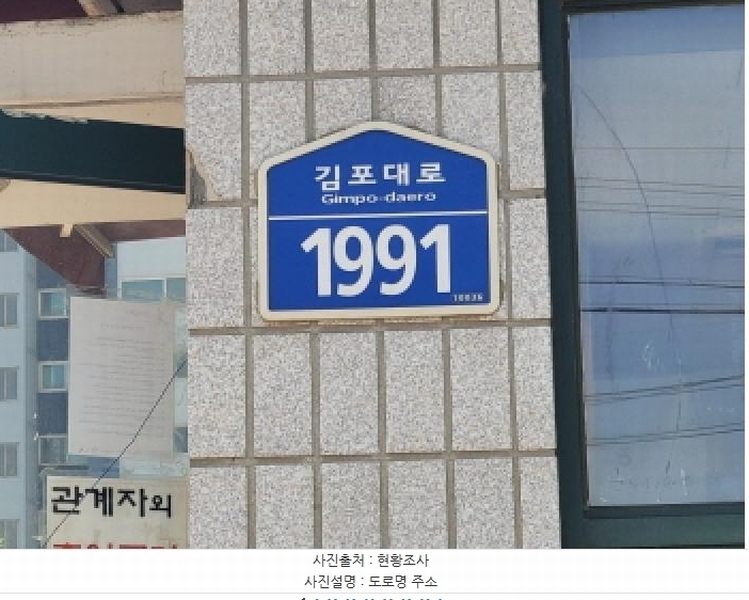 김포대로
Gimpo-daero
1991
관계자외
사진출처 : 현황조사
사진설명 : 도로명 주소